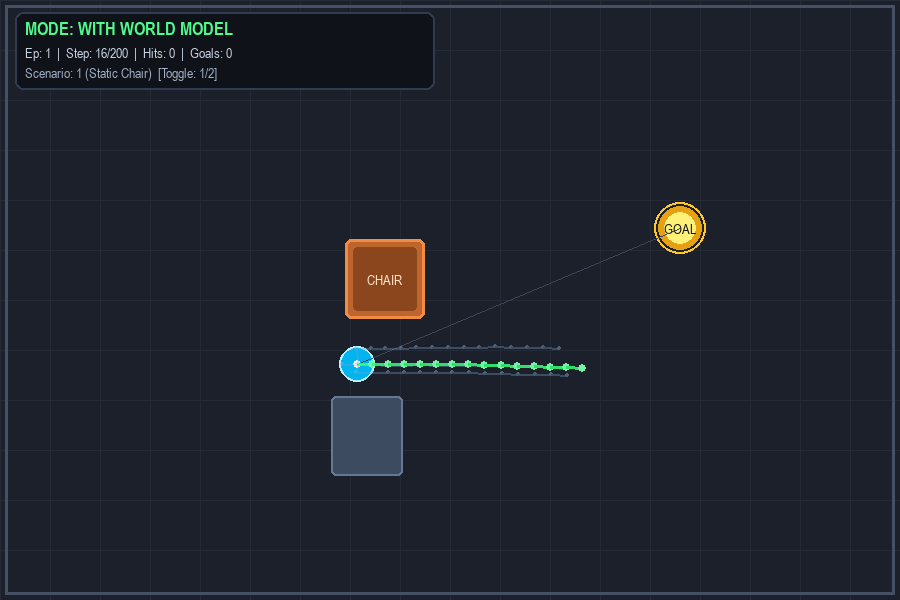 MODE: WITH WORLD MODEL
Ep: 1 | Step: 16/200 | Hits: 0 | Goals: 0
Scenario: 1 (Static Chair) [Toggle: 1/2]
GOAL
CHAIR